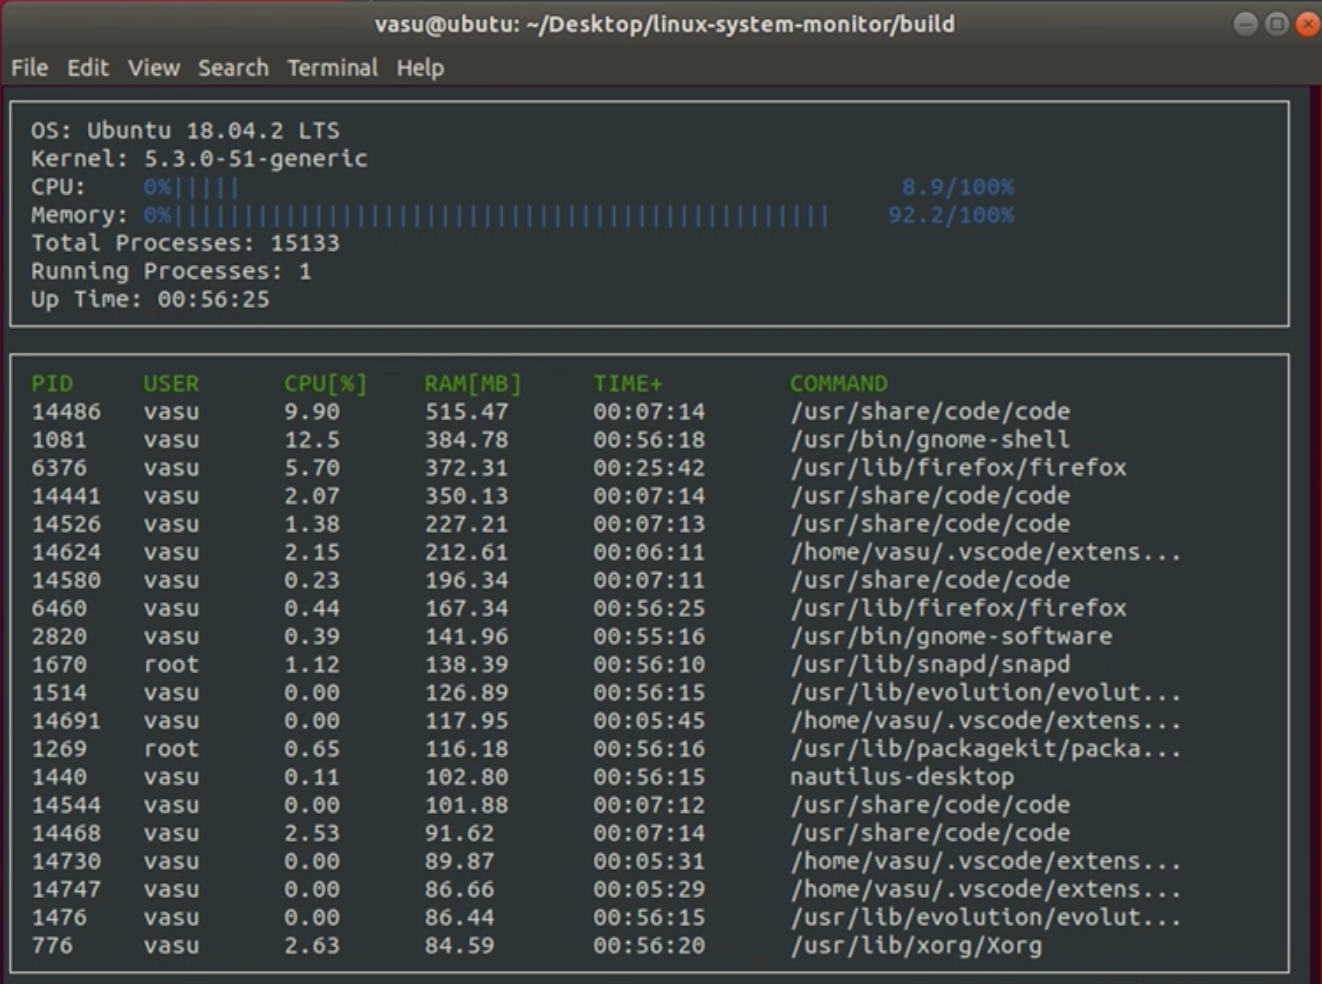 vasu@ubutu: ~/Desktop/linux-system-monitor/build
File Edit View Search Terminal Help
OS: Ubuntu 18.04.2 LTS
Kernel: 5.3.0-51-generic
CPU: 0%||||| 8.9/100%
Memory: 0%||||||||||||||||||||||||||||||||||||||||||||||| 92.2/100%
Total Processes: 15133
Running Processes: 1
Up Time: 00:56:25
PID USER CPU[%] RAM[MB] TIME+ COMMAND
14486 vasu 9.90 515.47 00:07:14 /usr/share/code/code
1081 vasu 12.5 384.78 00:56:18 /usr/bin/gnome-shell
6376 vasu 5.70 372.31 00:25:42 /usr/lib/firefox/firefox
14441 vasu 2.07 350.13 00:07:14 /usr/share/code/code
14526 vasu 1.38 227.21 00:07:13 /usr/share/code/code
14624 vasu 2.15 212.61 00:06:11 /home/vasu/.vscode/extens...
14580 vasu 0.23 196.34 00:07:11 /usr/share/code/code
6460 vasu 0.44 167.34 00:56:25 /usr/lib/firefox/firefox
2820 vasu 0.39 141.96 00:55:16 /usr/bin/gnome-software
1670 root 1.12 138.39 00:56:10 /usr/lib/snapd/snapd
1514 vasu 0.00 126.89 00:56:15 /usr/lib/evolution/evolut...
14691 vasu 0.00 117.95 00:05:45 /home/vasu/.vscode/extens...
1269 root 0.65 116.18 00:56:16 /usr/lib/packagekit/packa...
1440 vasu 0.11 102.80 00:56:15 nautilus-desktop
14544 vasu 0.00 101.88 00:07:12 /usr/share/code/code
14468 vasu 2.53 91.62 00:07:14 /usr/share/code/code
14730 vasu 0.00 89.87 00:05:31 /home/vasu/.vscode/extens...
14747 vasu 0.00 86.66 00:05:29 /home/vasu/.vscode/extens...
1476 vasu 0.00 86.44 00:56:15 /usr/lib/evolution/evolut...
776 vasu 2.63 84.59 00:56:20 /usr/lib/xorg/Xorg